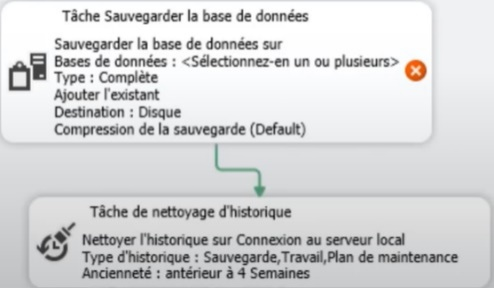 Tâche Sauvegarder la base de données
Sauvegarder la base de données sur
Bases de données : <Sélectionnez-en un ou plusieurs>
Type : Complète
Ajouter l'existant
Destination : Disque
Compression de la sauvegarde (Default)
Tâche de nettoyage d'historique
Nettoyer l'historique sur Connexion au serveur local
Type d'historique : Sauvegarde,Travail,Plan de maintenance
Ancienneté : antérieur à 4 Semaines